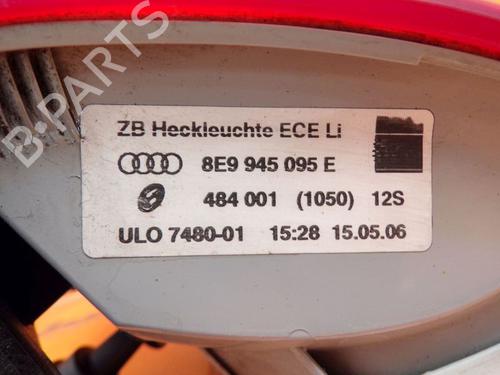 ZB Heckleuchte ECE Li
8E9 945 095 E
484 001 (1050) 12S
ULO 7480-01 15:28 15.05.06
B-PARTS